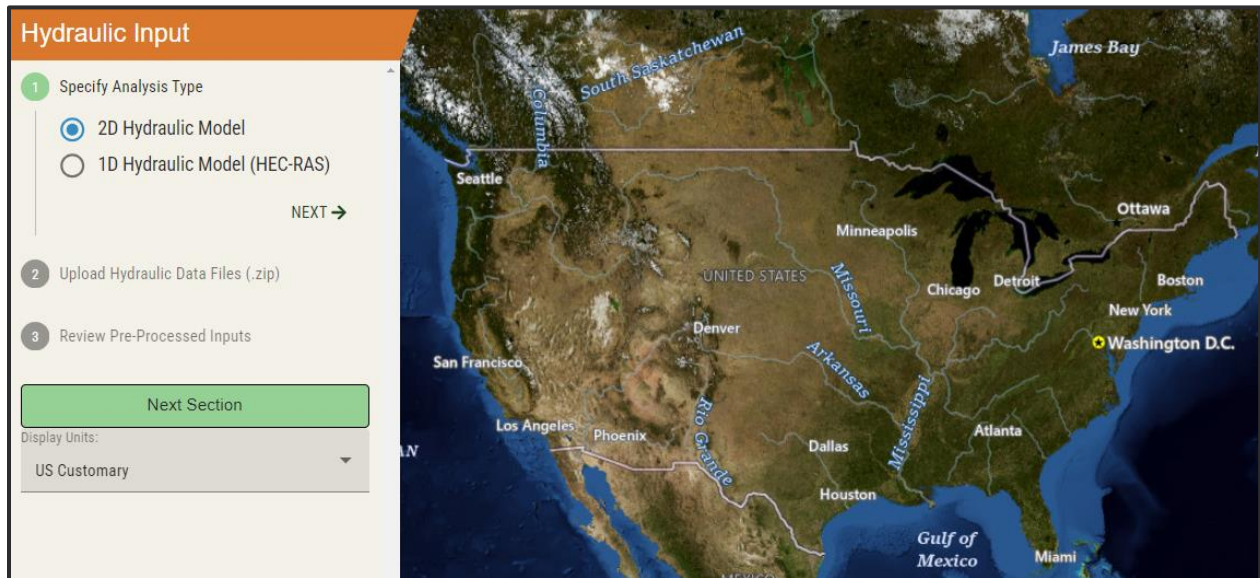 Hydraulic Input
1 Specify Analysis Type
2D Hydraulic Model
1D Hydraulic Model (HEC-RAS)
NEXT →
2 Upload Hydraulic Data Files (.zip)
3 Review Pre-Processed Inputs
Next Section
Display Units:
US Customary
James Bay
South Saskatchewan
Columbia
Seattle
Ottawa
Minneapolis
UNITED STATES
Missouri
Chicago
Detroit
Boston
New York
Denver
Washington D.C.
San Francisco
Arkansas
Mississippi
Rio Grande
Los Angeles
Phoenix
Atlanta
Dallas
AN
Houston
Gulf of
Mexico
Miami
MEXICO